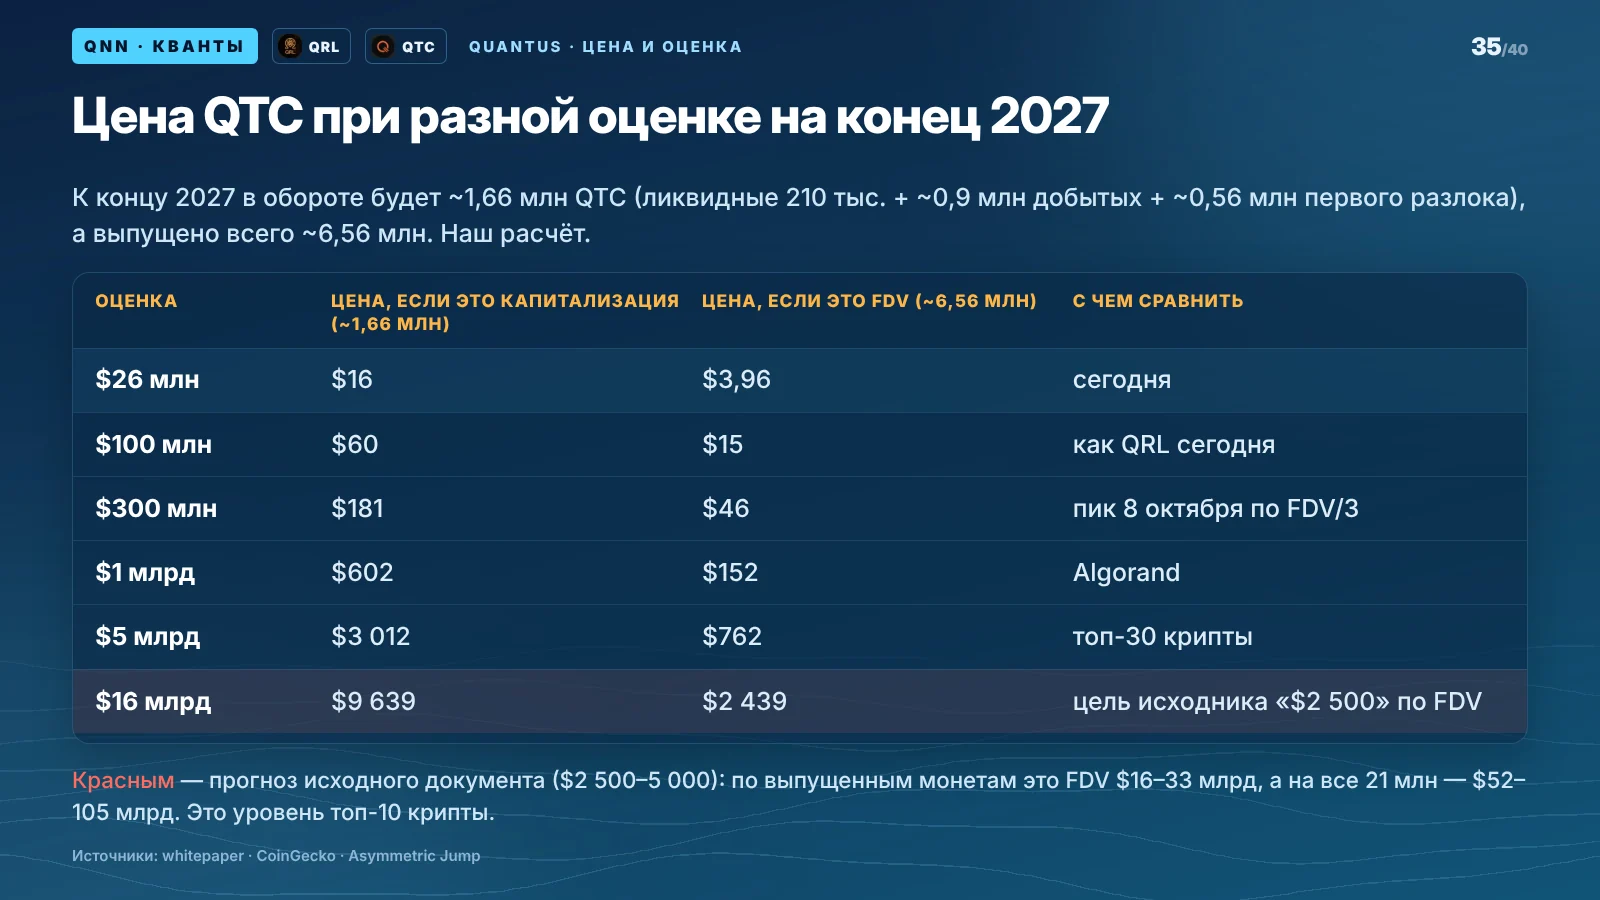 QNN · КВАНТЫ QRL QTC QUANTUS · ЦЕНА И ОЦЕНКА 35/40
Цена QTC при разной оценке на конец 2027
К концу 2027 в обороте будет ~1,66 млн QTC (ликвидные 210 тыс. + ~0,9 млн добытых + ~0,56 млн первого разлока),
а выпущено всего ~6,56 млн. Наш расчёт.
ОЦЕНКА ЦЕНА, ЕСЛИ ЭТО КАПИТАЛИЗАЦИЯ ЦЕНА, ЕСЛИ ЭТО FDV (~6,56 МЛН) С ЧЕМ СРАВНИТЬ
(~1,66 МЛН)
$26 млн $16 $3,96 сегодня
$100 млн $60 $15 как QRL сегодня
$300 млн $181 $46 пик 8 октября по FDV/3
$1 млрд $602 $152 Algorand
$5 млрд $3 012 $762 топ-30 крипты
$16 млрд $9 639 $2 439 цель исходника «$2 500» по FDV
Красным — прогноз исходного документа ($2 500–5 000): по выпущенным монетам это FDV $16–33 млрд, а на все 21 млн — $52–
105 млрд. Это уровень топ-10 крипты.
Источники: whitepaper · CoinGecko · Asymmetric Jump